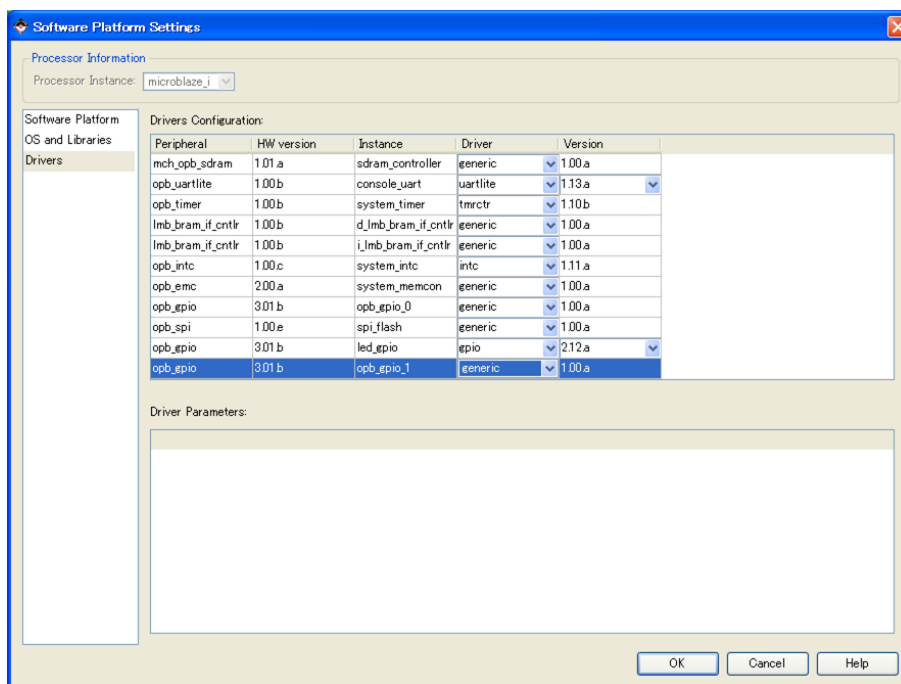 Software Platform Settings
Processor Information
Processor Instance: microblaze_i
Software Platform
OS and Libraries
Drivers
Drivers Configuration:
Peripheral HW version Instance Driver Version
mch_opb_sdram 1.01.a sdram_controller generic 1.00.a
opb_uartlite 1.00.b console_uart uartlite 1.13.a
opb_timer 1.00.b system_timer tmrctr 1.10.b
lmb_bram_if_cntlr 1.00.b d_lmb_bram_if_cntlr generic 1.00.a
lmb_bram_if_cntlr 1.00.b i_lmb_bram_if_cntlr generic 1.00.a
opb_intc 1.00.c system_intc intc 1.11.a
opb_emc 2.00.a system_memcon generic 1.00.a
opb_gpio 3.01.b opb_gpio_0 generic 1.00.a
opb_spi 1.00.e spi_flash generic 1.00.a
opb_gpio 3.01.b led_gpio gpio 2.12.a
opb_gpio 3.01.b opb_gpio_1 generic 1.00.a
Driver Parameters:
OK Cancel Help